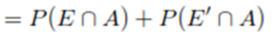 = P(E ∩ A) + P(E′ ∩ A)